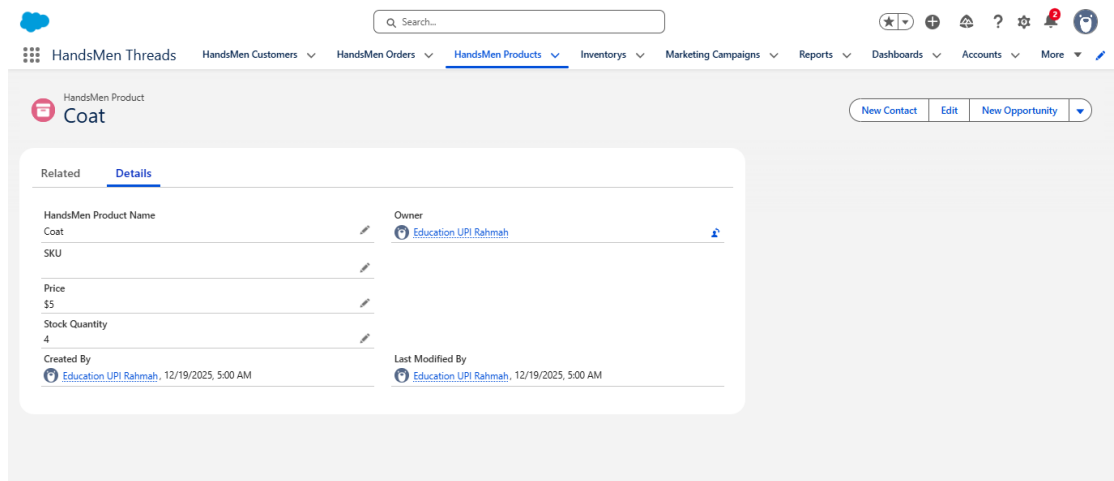 Search...
2
HandsMen Threads HandsMen Customers HandsMen Orders HandsMen Products Inventorys Marketing Campaigns Reports Dashboards Accounts More
HandsMen Product
Coat
New Contact Edit New Opportunity
Related Details
HandsMen Product Name
Coat
Owner
Education UPI Rahmah
SKU
Price
$5
Stock Quantity
4
Created By
Education UPI Rahmah, 12/19/2025, 5:00 AM
Last Modified By
Education UPI Rahmah, 12/19/2025, 5:00 AM